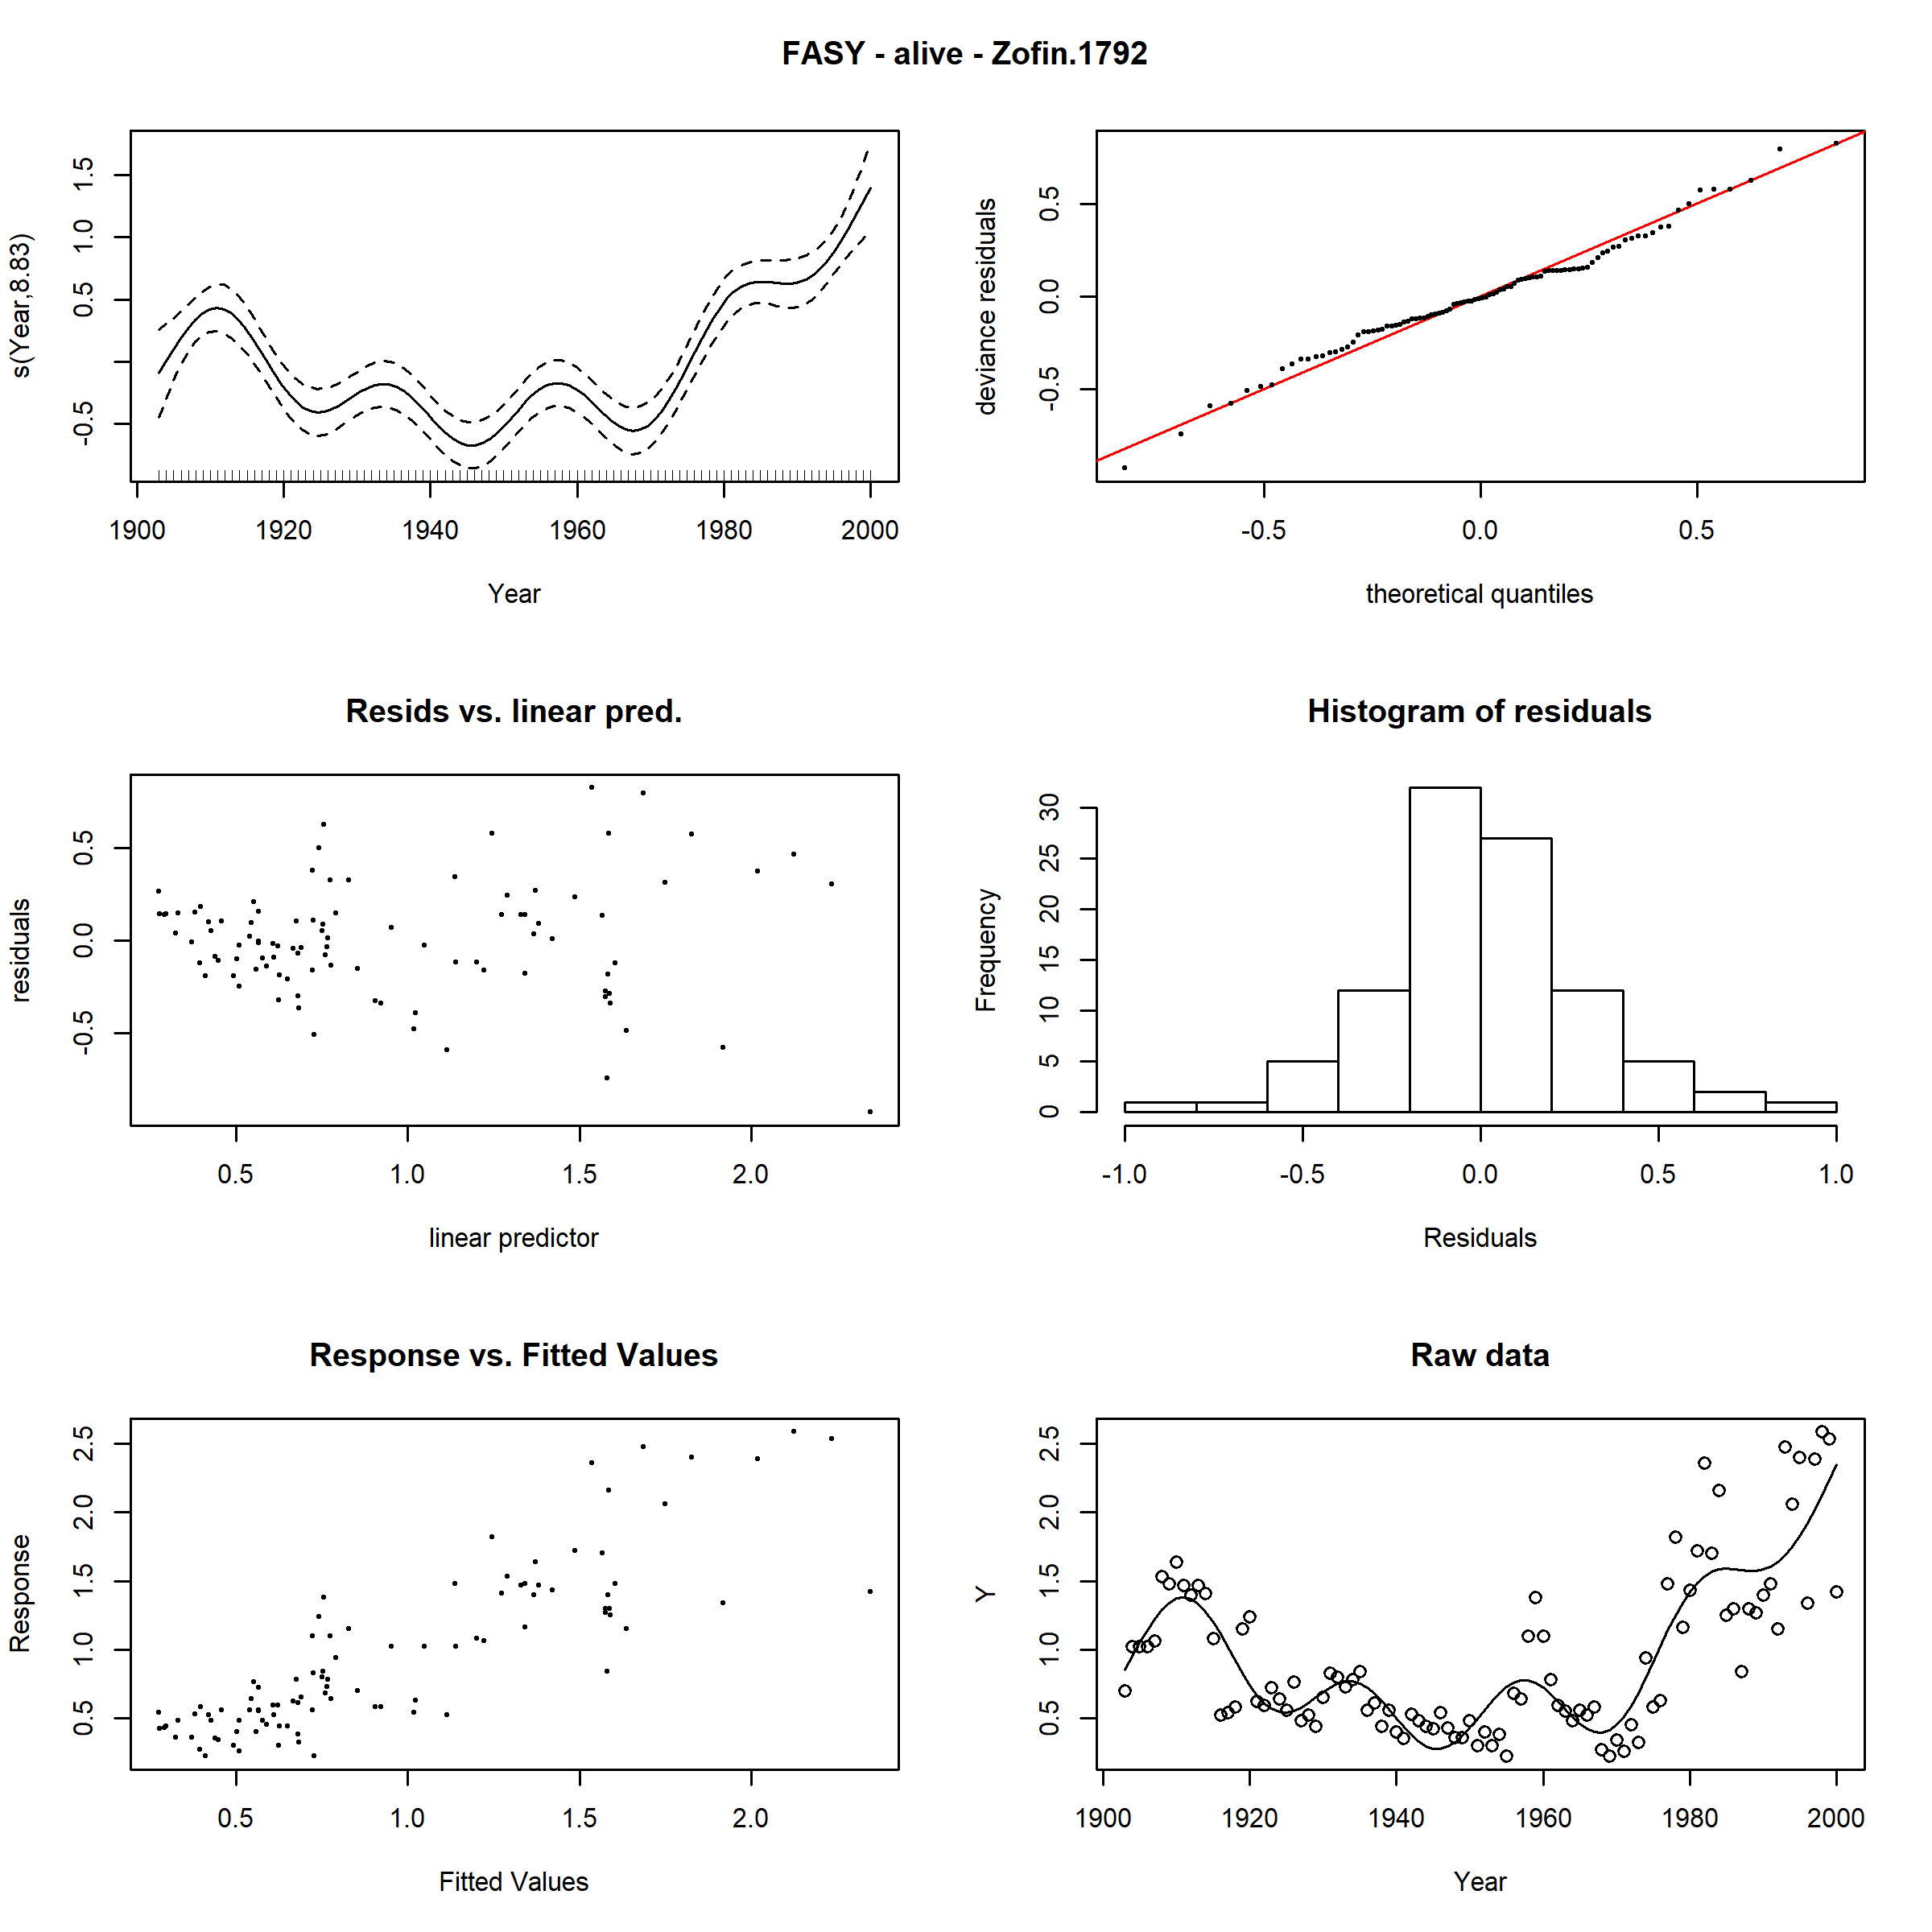 FASY - alive - Zofin.1792
s(Year,8.83)
-0.5 0.5 1.0 1.5
1900 1920 1940 1960 1980 2000
Year
deviance residuals
-0.5 0.0 0.5
-0.5 0.0 0.5
theoretical quantiles
Resids vs. linear pred.
residuals
-0.5 0.0 0.5
0.5 1.0 1.5 2.0
linear predictor
Histogram of residuals
Frequency
0 5 10 15 20 25 30
-1.0 -0.5 0.0 0.5 1.0
Residuals
Response vs. Fitted Values
Response
0.5 1.0 1.5 2.0 2.5
0.5 1.0 1.5 2.0
Fitted Values
Raw data
Y
0.5 1.0 1.5 2.0 2.5
1900 1920 1940 1960 1980 2000
Year